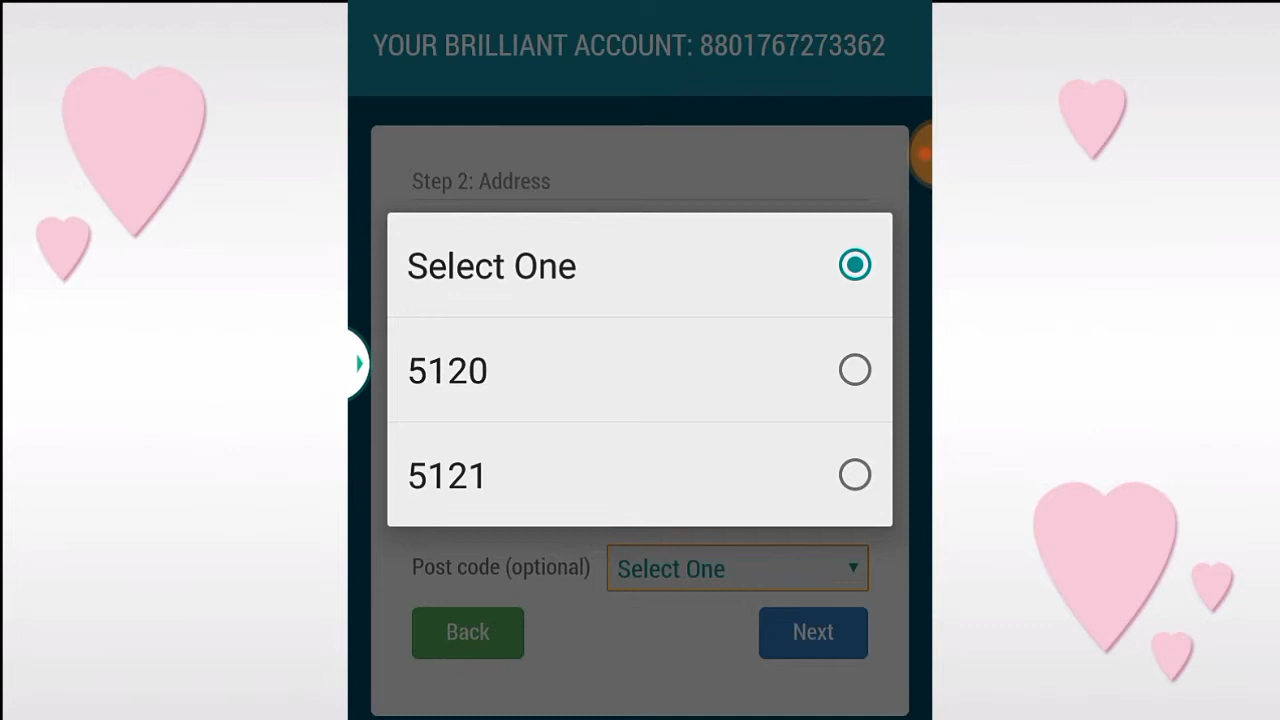 YOUR BRILLIANT ACCOUNT: 8801767273362
Step 2: Address
Select One
5120
5121
Post code (optional) Select One
Back Next